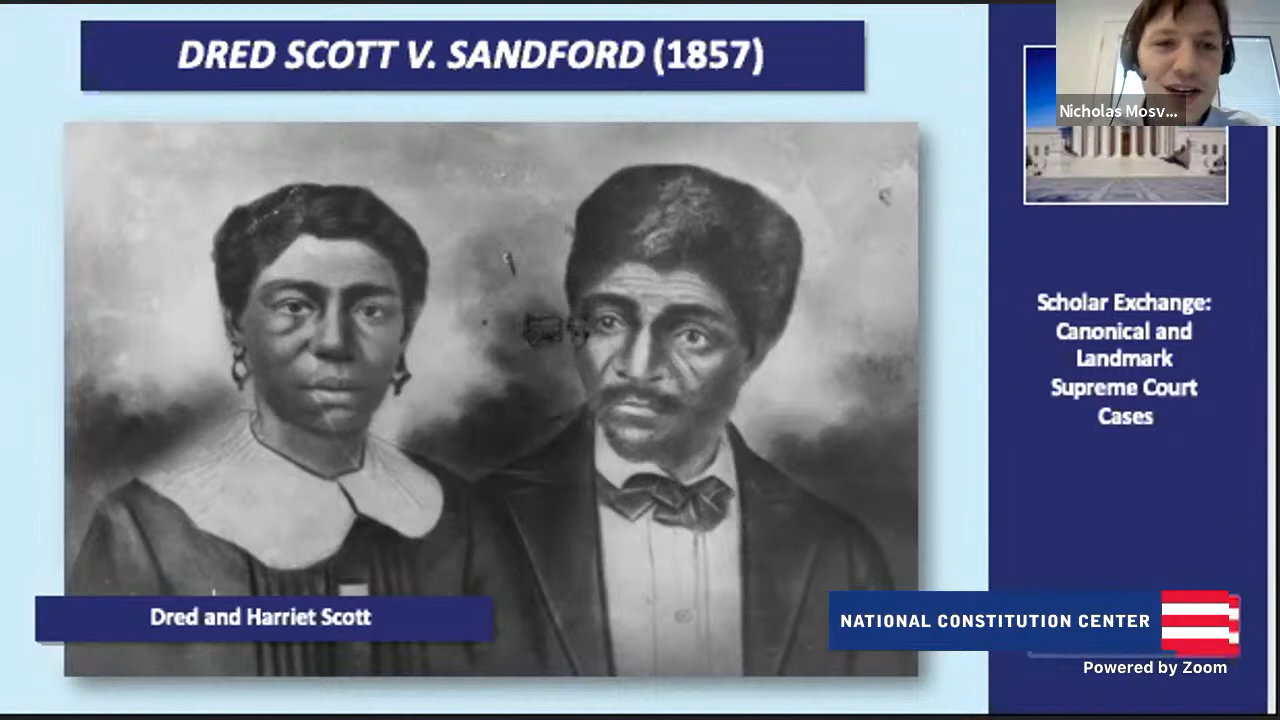 DRED SCOTT V. SANDFORD (1857)
Nicholas Mosv...
Scholar Exchange:
Canonical and
Landmark
Supreme Court
Cases
Dred and Harriet Scott
NATIONAL CONSTITUTION CENTER
Powered by Zoom